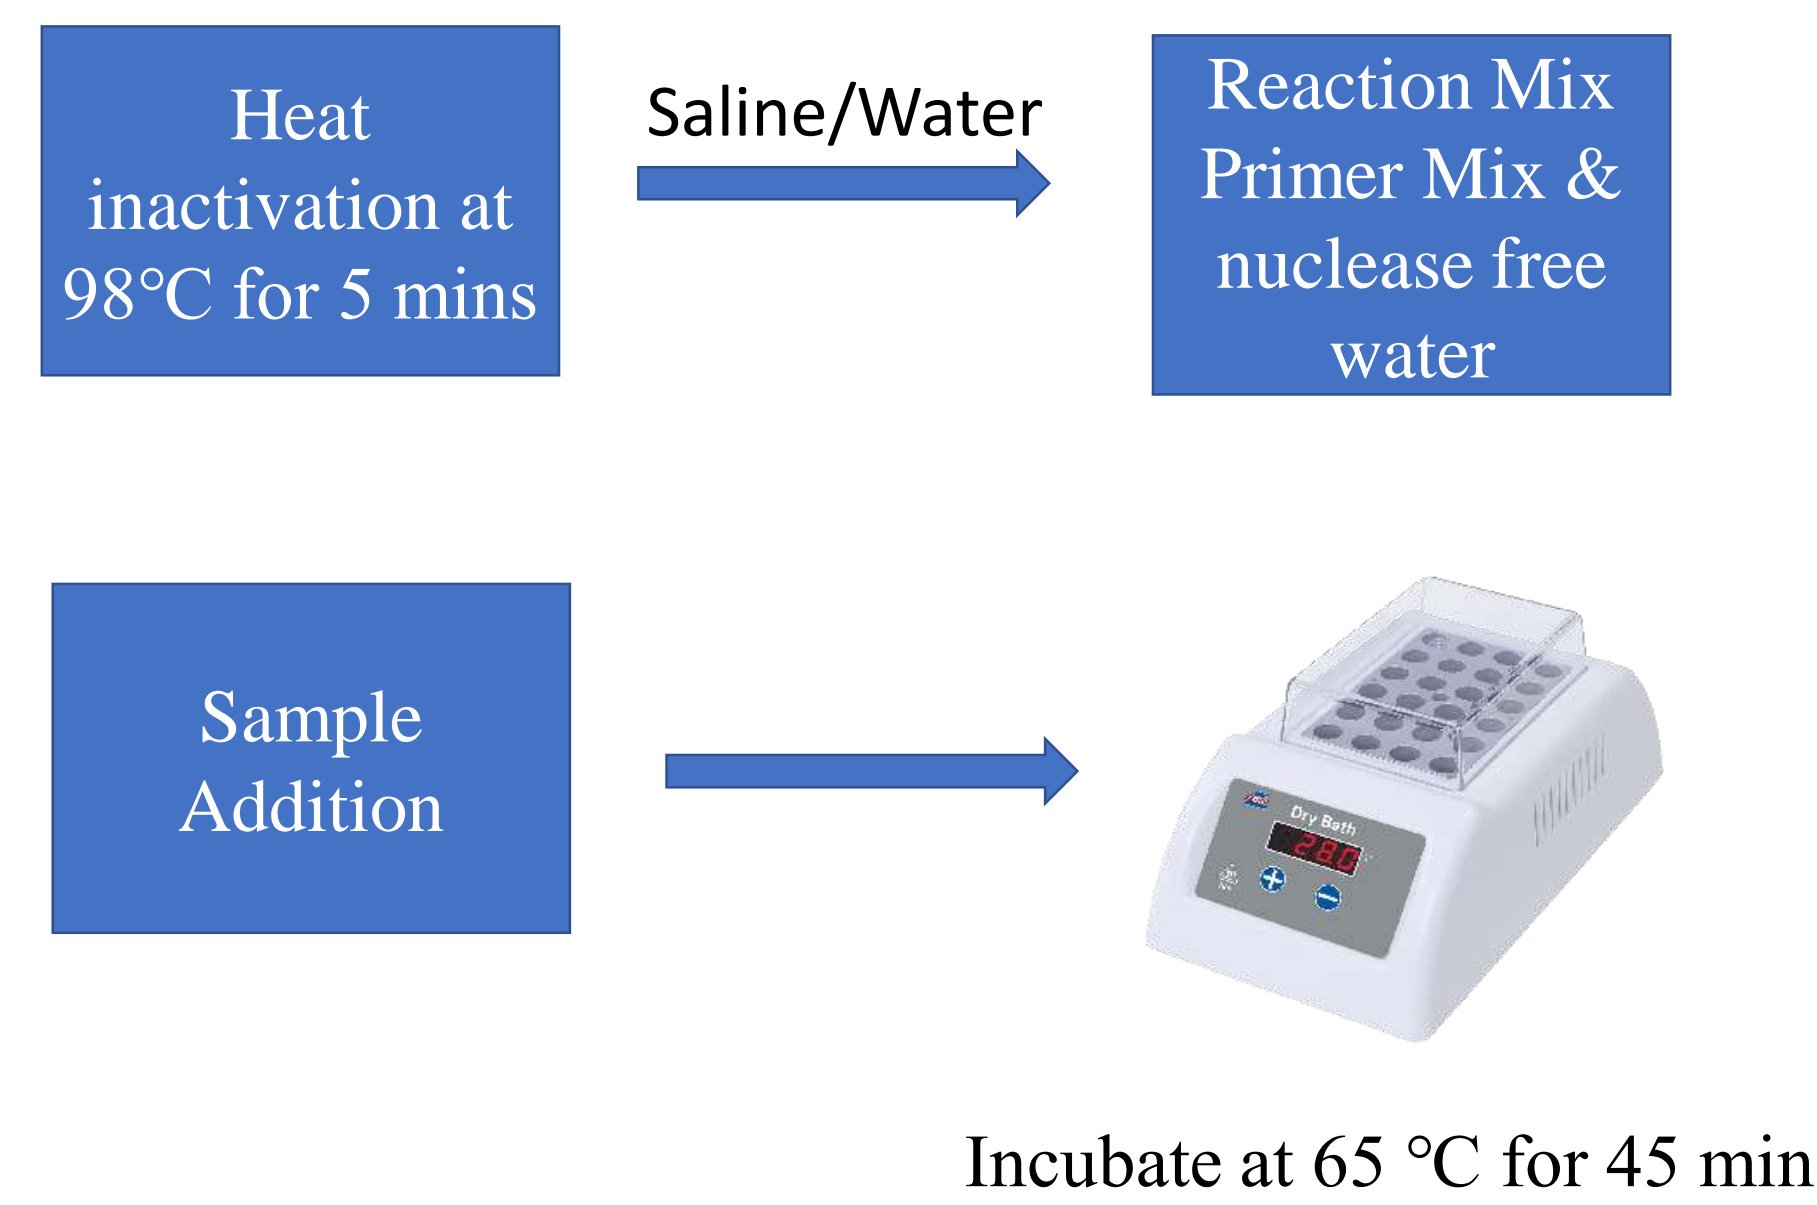 Heat
inactivation at
98°C for 5 mins
Saline/Water
Reaction Mix
Primer Mix &
nuclease free
water
Sample
Addition
Dry Bath
28.0
Incubate at 65 °C for 45 min